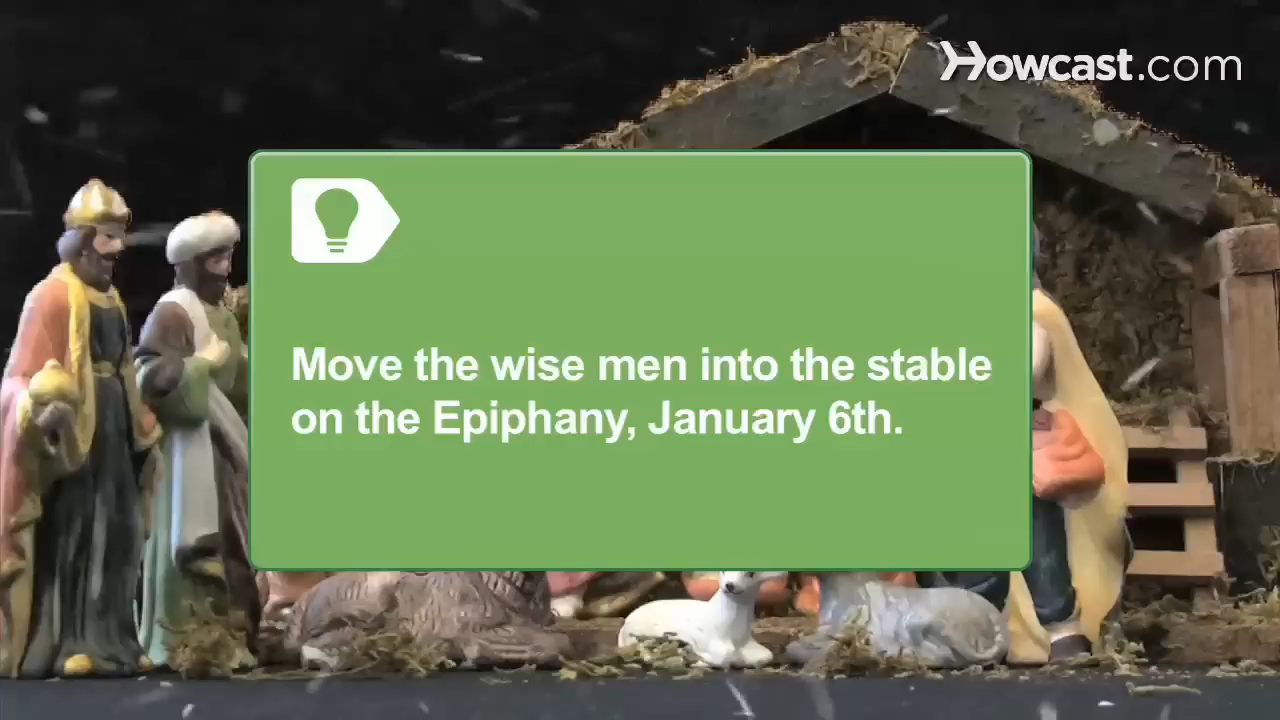 Howcast.com
Move the wise men into the stable
on the Epiphany, January 6th.